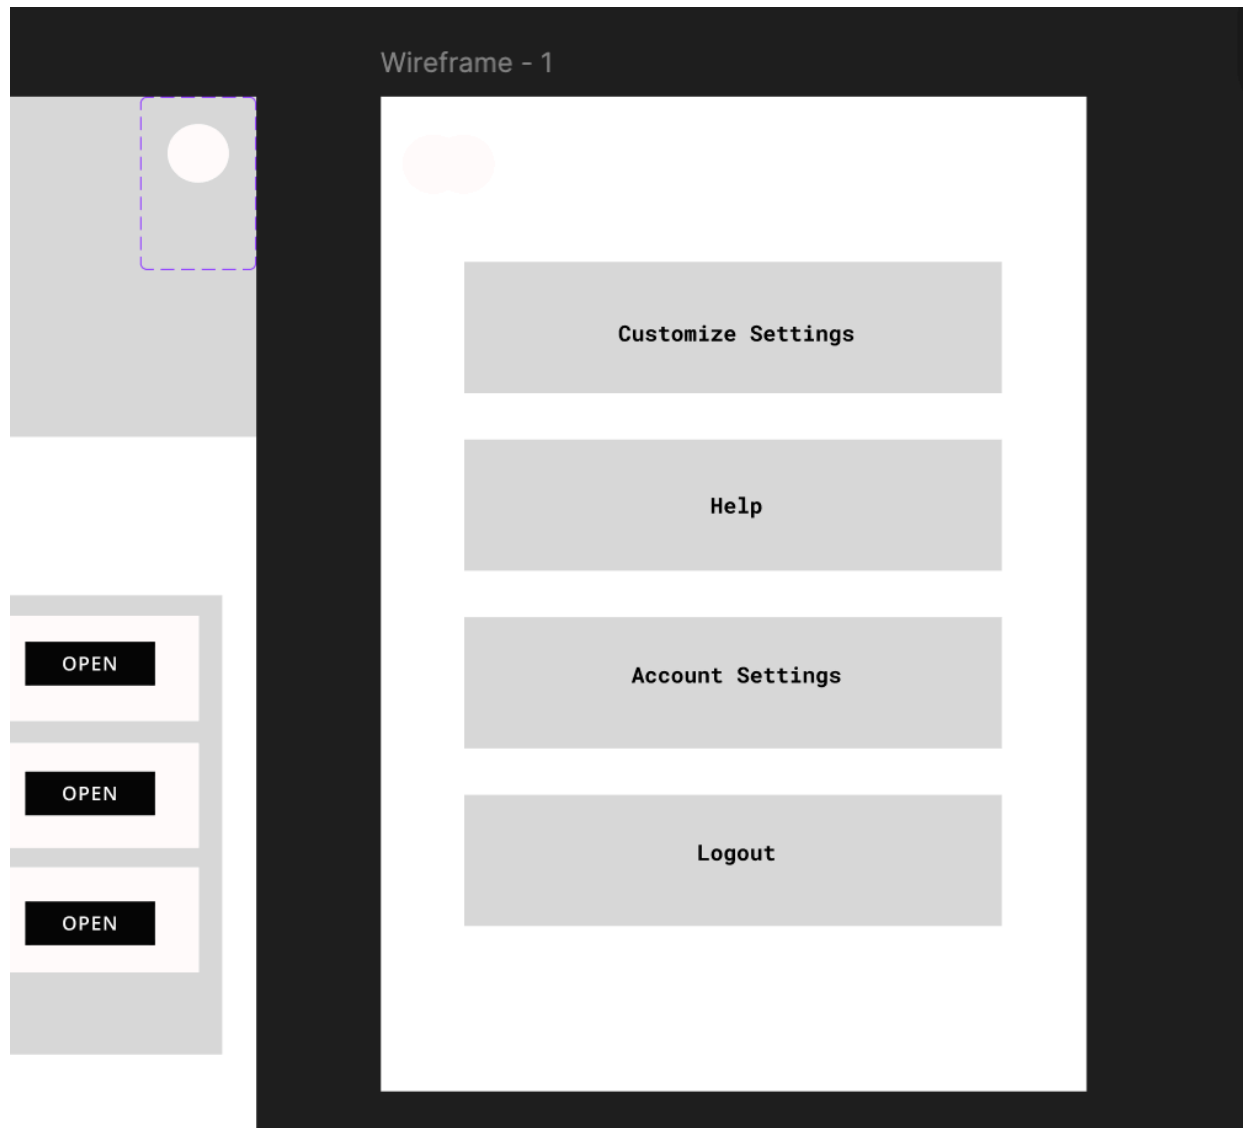 Wireframe - 1
Customize Settings
Help
Account Settings
Logout
OPEN
OPEN
OPEN